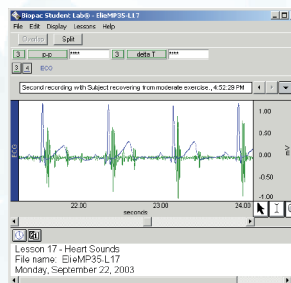 Biopac Student Lab® - ElieMP35-L17
File Edit Display Lessons Help
Overlap Split
3 p-p **** 3 delta T ****
3 4 ECG
Second recording with Subject recovering from moderate exercise., 4:52:29 PM
ECG
1.00
0.50
0.00
-0.50
-1.00
mV
22.00 23.00 24.00
seconds
Lesson 17 - Heart Sounds
File name: ElieMP35-L17
Monday, September 22, 2003